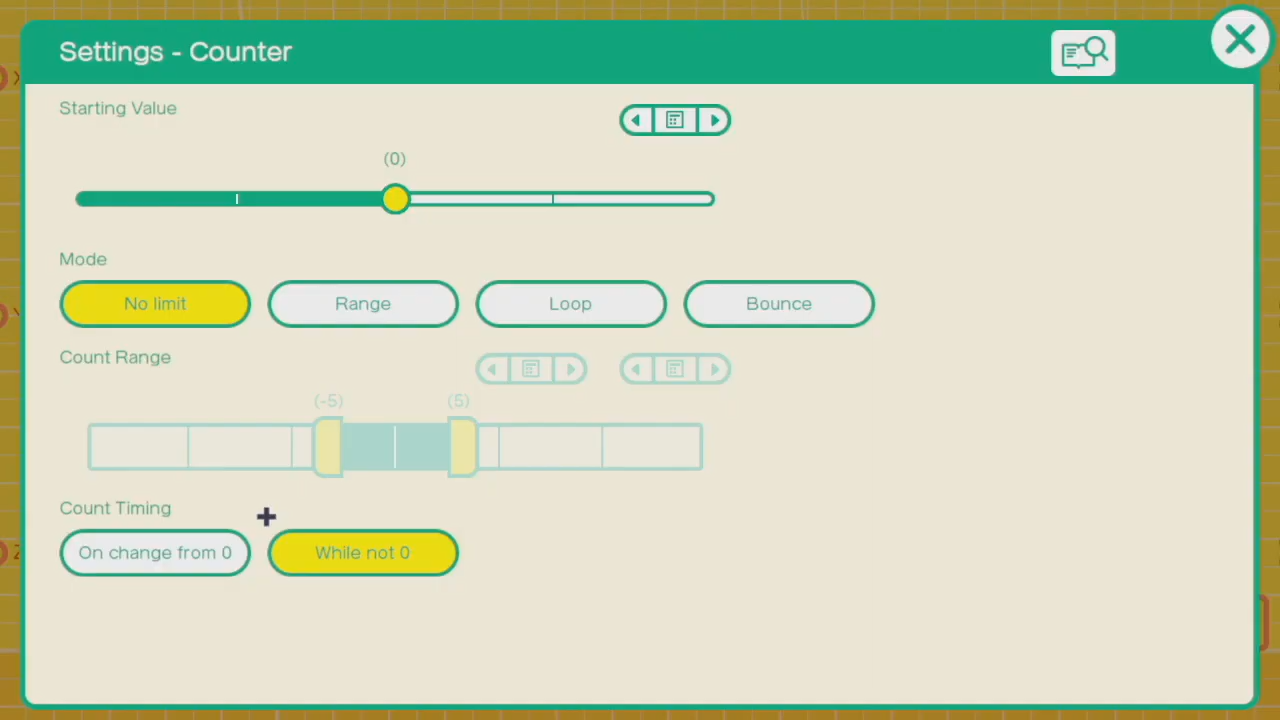 Settings - Counter
Starting Value
(0)
Mode
No limit
Range
Loop
Bounce
Count Range
(-5)
(5)
Count Timing
On change from 0
While not 0